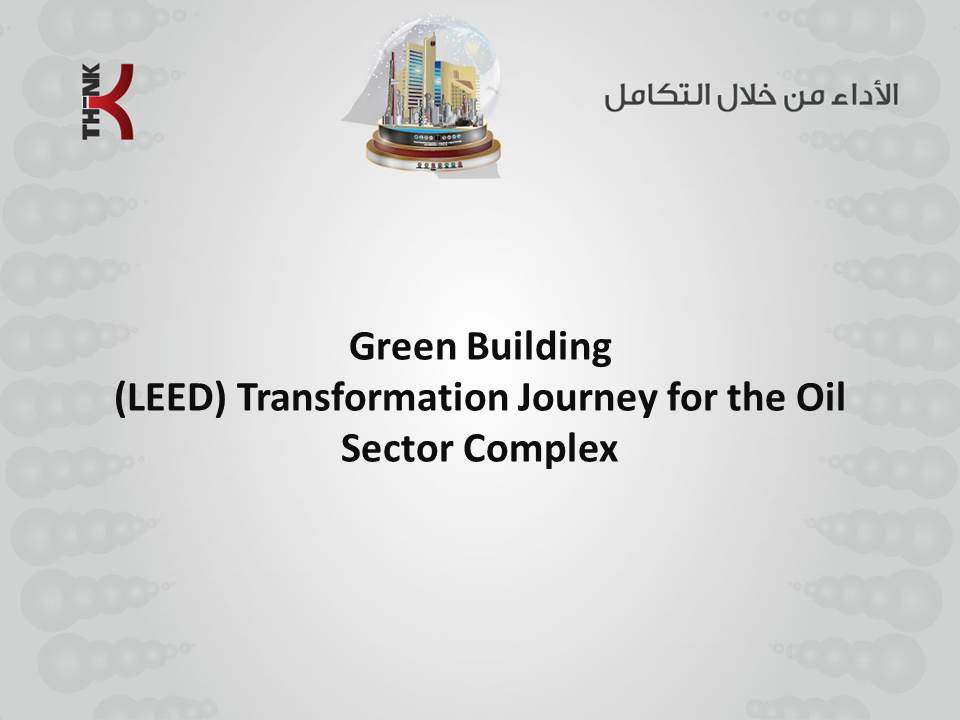 THINK
الأداء من خلال التكامل
Green Building
(LEED) Transformation Journey for the Oil
Sector Complex